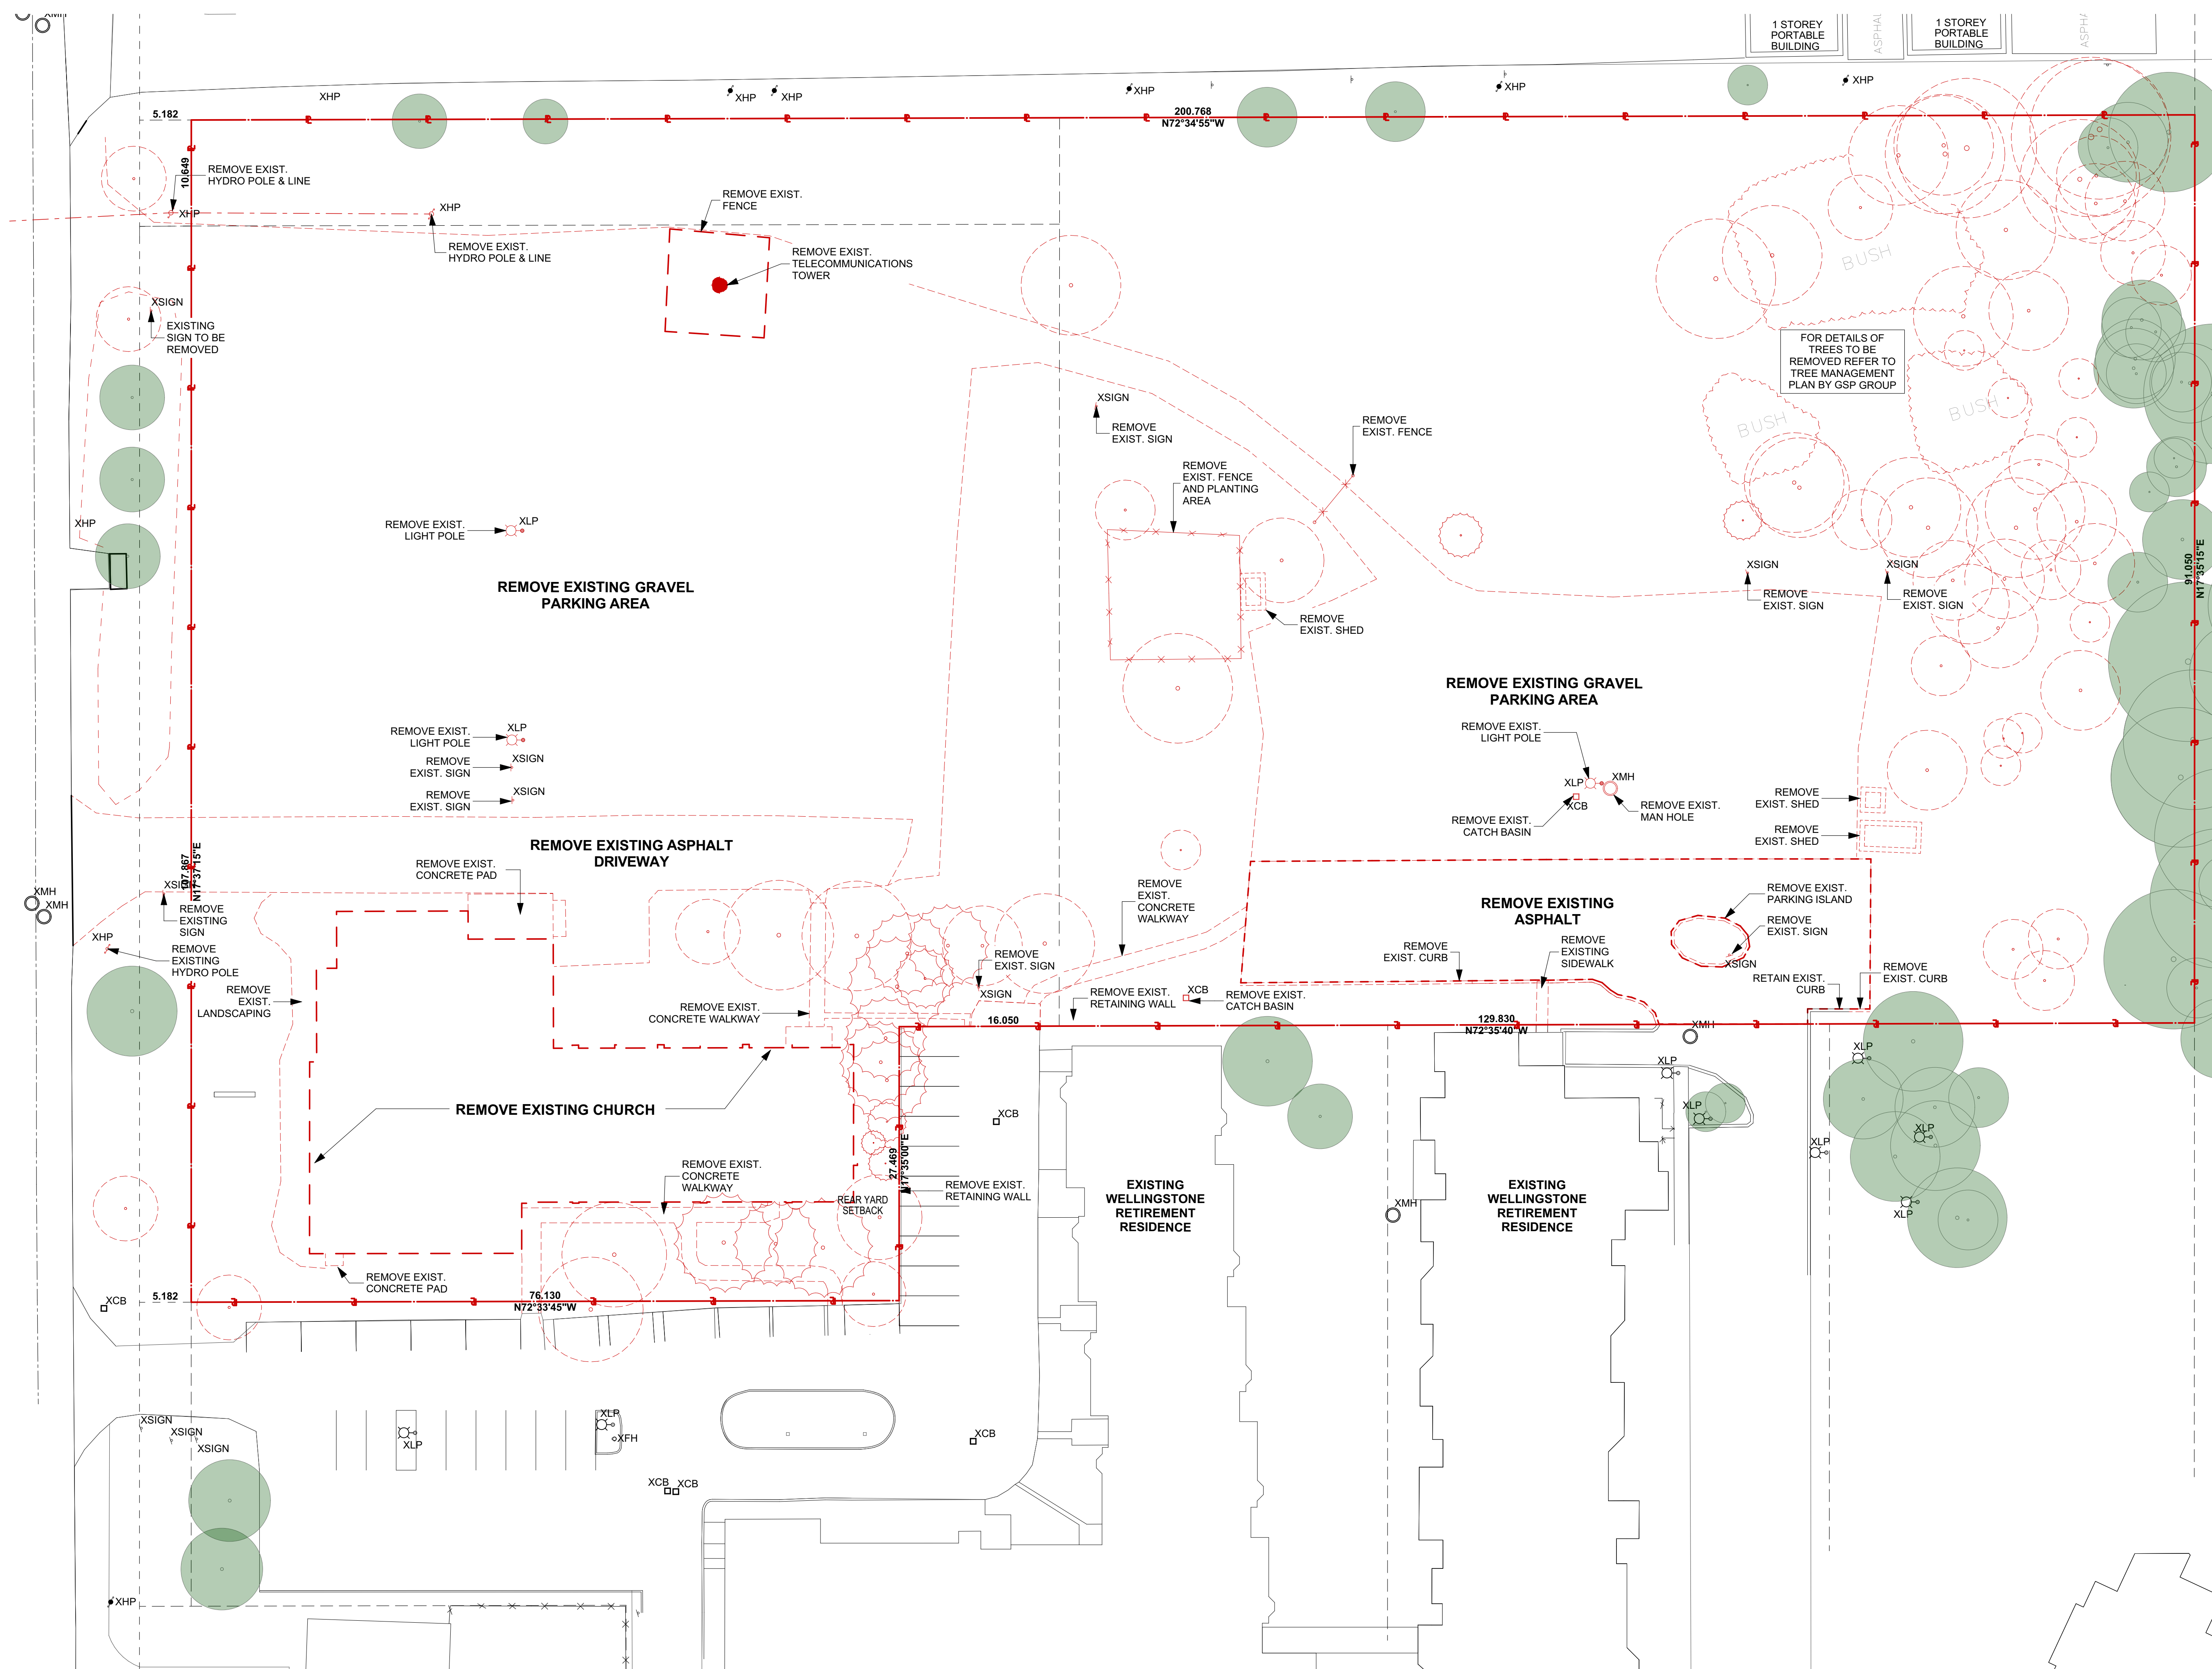 XMH
1 STOREY
PORTABLE
BUILDING
ASPHAL
1 STOREY
PORTABLE
BUILDING
ASPH
XHP
XHP
XHP
XHP
XHP
XHP
5.182
200.768
N72°34'55"W
10.649
REMOVE EXIST.
HYDRO POLE & LINE
XHP
XHP
REMOVE EXIST.
HYDRO POLE & LINE
REMOVE EXIST.
FENCE
REMOVE EXIST.
TELECOMMUNICATIONS
TOWER
BUSH
XSIGN
EXISTING
SIGN TO BE
REMOVED
FOR DETAILS OF
TREES TO BE
REMOVED REFER TO
TREE MANAGEMENT
PLAN BY GSP GROUP
XSIGN
REMOVE
EXIST. SIGN
REMOVE
EXIST. FENCE
BUSH
BUSH
REMOVE
EXIST. FENCE
AND PLANTING
AREA
XHP
REMOVE EXIST.
LIGHT POLE
XLP
REMOVE EXISTING GRAVEL
PARKING AREA
XSIGN
REMOVE
EXIST. SIGN
XSIGN
REMOVE
EXIST. SIGN
91.050
N17°35'15"E
REMOVE
EXIST. SHED
REMOVE EXISTING GRAVEL
PARKING AREA
REMOVE EXIST.
LIGHT POLE
XLP
REMOVE
EXIST. SIGN
XSIGN
REMOVE
EXIST. SIGN
XSIGN
REMOVE EXIST.
LIGHT POLE
XLP
XMH
XCB
REMOVE EXIST.
MAN HOLE
REMOVE EXIST.
CATCH BASIN
REMOVE
EXIST. SHED
REMOVE
EXIST. SHED
REMOVE EXISTING ASPHALT
DRIVEWAY
REMOVE EXIST.
CONCRETE PAD
107.867
N17°37'15"E
XMH
XMH
XSIGN
REMOVE
EXISTING
SIGN
XHP
REMOVE
EXISTING
HYDRO POLE
REMOVE
EXIST.
LANDSCAPING
REMOVE
EXIST.
CONCRETE
WALKWAY
REMOVE EXISTING
ASPHALT
REMOVE EXIST.
PARKING ISLAND
REMOVE
EXIST. SIGN
XSIGN
REMOVE
EXIST. CURB
REMOVE
EXISTING
SIDEWALK
RETAIN EXIST.
CURB
REMOVE
EXIST. CURB
REMOVE
EXIST. SIGN
XSIGN
REMOVE EXIST.
CONCRETE WALKWAY
REMOVE EXIST.
RETAINING WALL
XCB
REMOVE EXIST.
CATCH BASIN
16.050
129.830
N72°35'40"W
XMH
XLP
XLP
XLP
XLP
XLP
XLP
REMOVE EXISTING CHURCH
XCB
27.469
N17°35'00"E
REMOVE EXIST.
CONCRETE
WALKWAY
REAR YARD
SETBACK
REMOVE EXIST.
RETAINING WALL
EXISTING
WELLINGSTONE
RETIREMENT
RESIDENCE
XMH
EXISTING
WELLINGSTONE
RETIREMENT
RESIDENCE
REMOVE EXIST.
CONCRETE PAD
XCB
5.182
76.130
N72°33'45"W
XSIGN
XSIGN
XSIGN
XLP
XLP
XFH
XCB
XCB
XCB
XHP